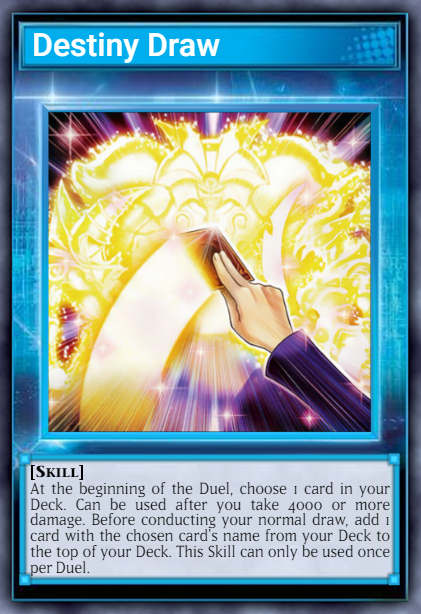 Destiny Draw
[SKILL]
At the beginning of the Duel, choose 1 card in your
Deck. Can be used after you take 4000 or more
damage. Before conducting your normal draw, add 1
card with the chosen card's name from your Deck to
the top of your Deck. This Skill can only be used once
per Duel.